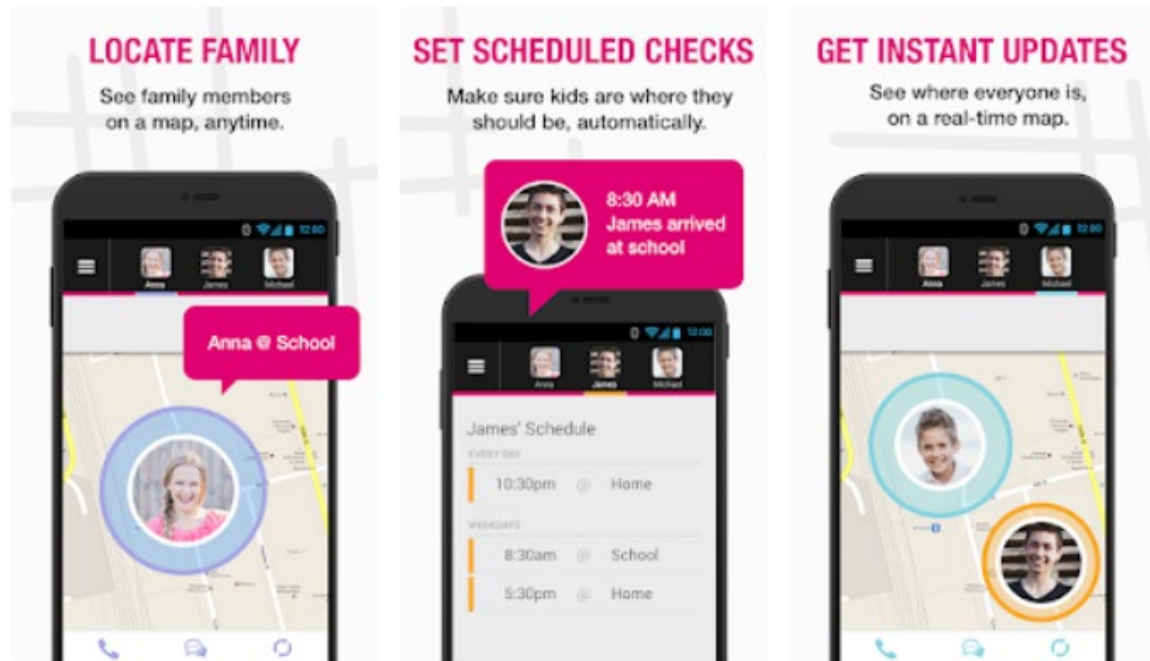 LOCATE FAMILY
See family members
on a map, anytime.
12:00
Anna
James
Michael
Anna @ School
SET SCHEDULED CHECKS
Make sure kids are where they
should be, automatically.
8:30 AM
James arrived
at school
12:00
Anna
James
Michael
James' Schedule
EVERY DAY
10:30pm @ Home
WEEKDAYS
8:30am @ School
5:30pm @ Home
GET INSTANT UPDATES
See where everyone is,
on a real-time map.
12:00
Anna
James
Michael